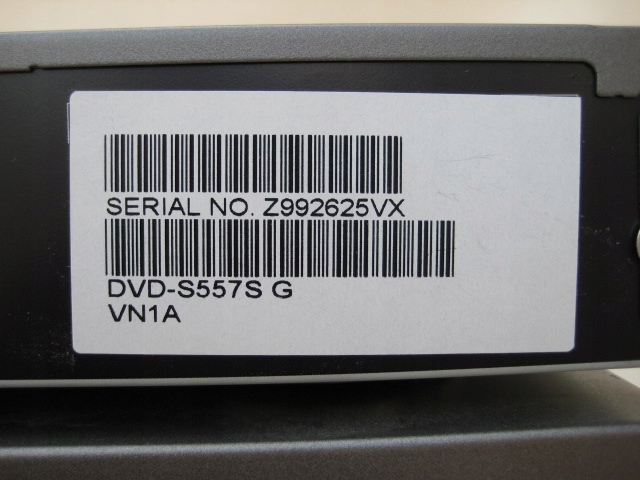 SERIAL NO. Z992625VX
DVD-S557S G
VN1A